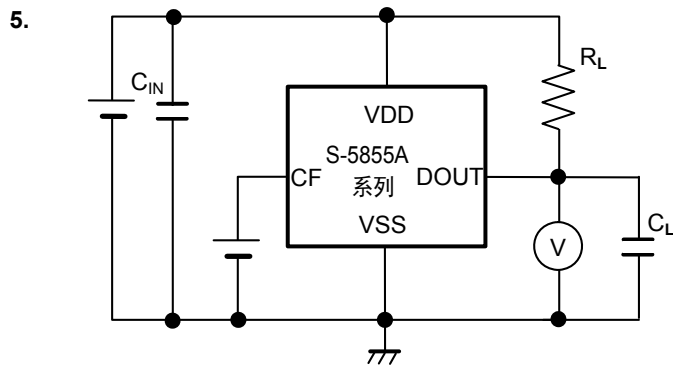 5.
C_IN
R_L
VDD
S-5855A
CF
系列
DOUT
VSS
V
C_L